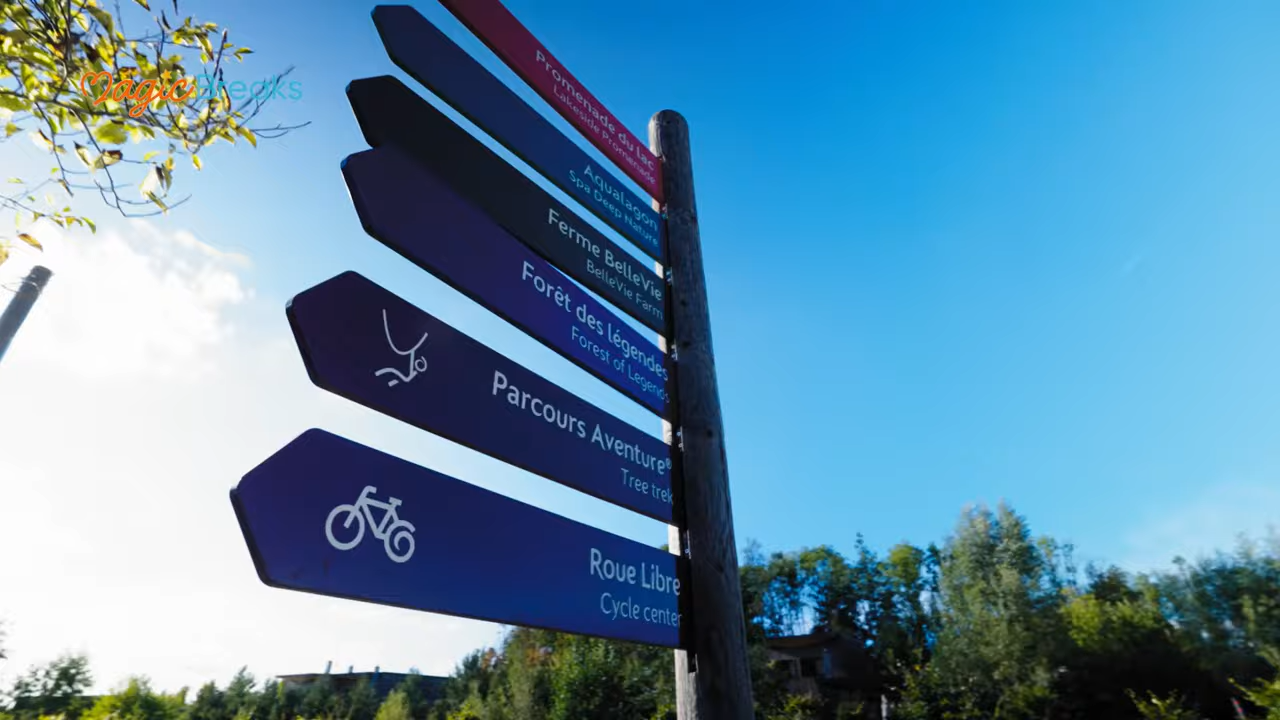 MagicBreaks
Promenade du lac
Lakeside Promenade
Aqualagon
Spa Deep Nature
Ferme BelleVie
BelleVie Farm
Forêt des légendes
Forest of Legends
Parcours Aventure®
Tree trek
Roue Libre
Cycle center